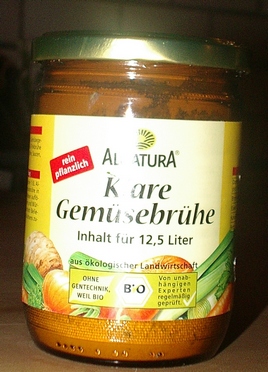 rein
pflanzlich
ALNATURA
Klare
Gemüsebrühe
Inhalt für 12,5 Liter
aus ökologischer Landwirtschaft
OHNE
GENTECHNIK,
WEIL BIO
BIO
Von unab-
hängigen
Experten
regelmäßig
geprüft.